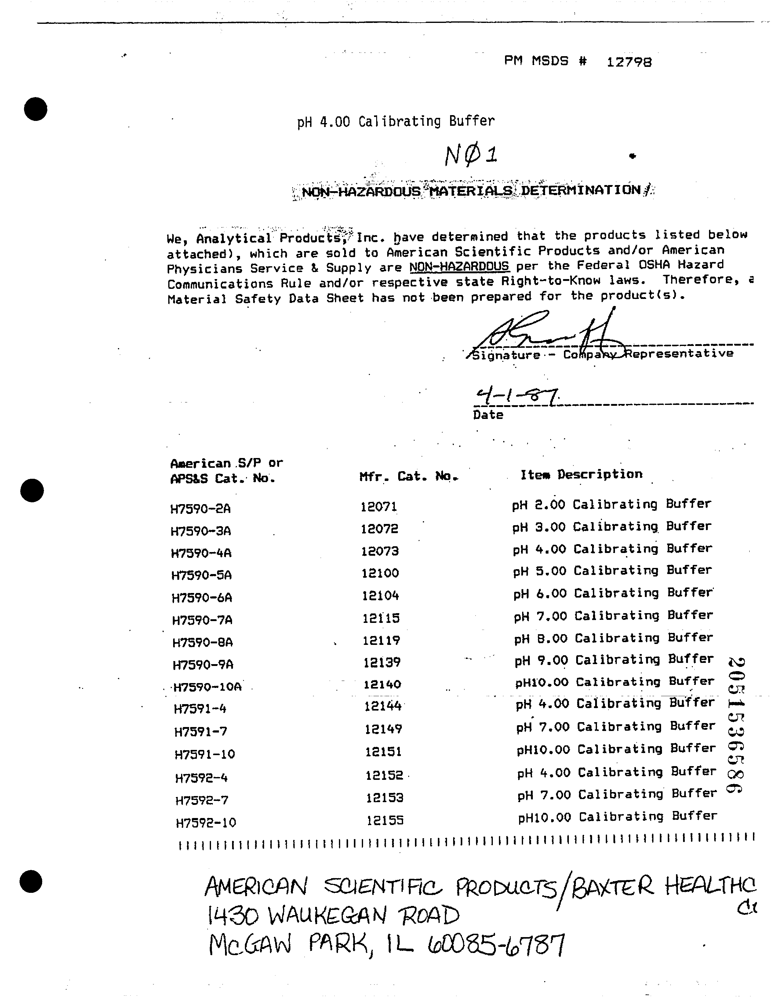 PM MSDS # 12798
pH 4.00 Calibrating Buffer
NØ1
NON-HAZARDOUS MATERIALS DETERMINATION
We, Analytical Products, Inc. have determined that the products listed below
attached), which are sold to American Scientific Products and/or American
Physicians Service & Supply are NON-HAZARDOUS per the Federal OSHA Hazard
Communications Rule and/or respective state Right-to-Know laws. Therefore, a
Material Safety Data Sheet has not been prepared for the product(s).
Signature - Company Representative
4-1-87
Date
American S/P or
APS&S Cat. No. Mfr. Cat. No. Item Description
H7590-2A 12071 pH 2.00 Calibrating Buffer
H7590-3A 12072 pH 3.00 Calibrating Buffer
H7590-4A 12073 pH 4.00 Calibrating Buffer
H7590-5A 12100 pH 5.00 Calibrating Buffer
H7590-6A 12104 pH 6.00 Calibrating Buffer
H7590-7A 12115 pH 7.00 Calibrating Buffer
H7590-8A 12119 pH 8.00 Calibrating Buffer
H7590-9A 12139 pH 9.00 Calibrating Buffer
H7590-10A 12140 pH10.00 Calibrating Buffer
H7591-4 12144 pH 4.00 Calibrating Buffer
H7591-7 12149 pH 7.00 Calibrating Buffer
H7591-10 12151 pH10.00 Calibrating Buffer
H7592-4 12152 pH 4.00 Calibrating Buffer
H7592-7 12153 pH 7.00 Calibrating Buffer
H7592-10 12155 pH10.00 Calibrating Buffer
2051536586
AMERICAN SCIENTIFIC PRODUCTS/BAXTER HEALTHC
1430 WAUKEGAN ROAD
McGAW PARK, IL 60085-6787